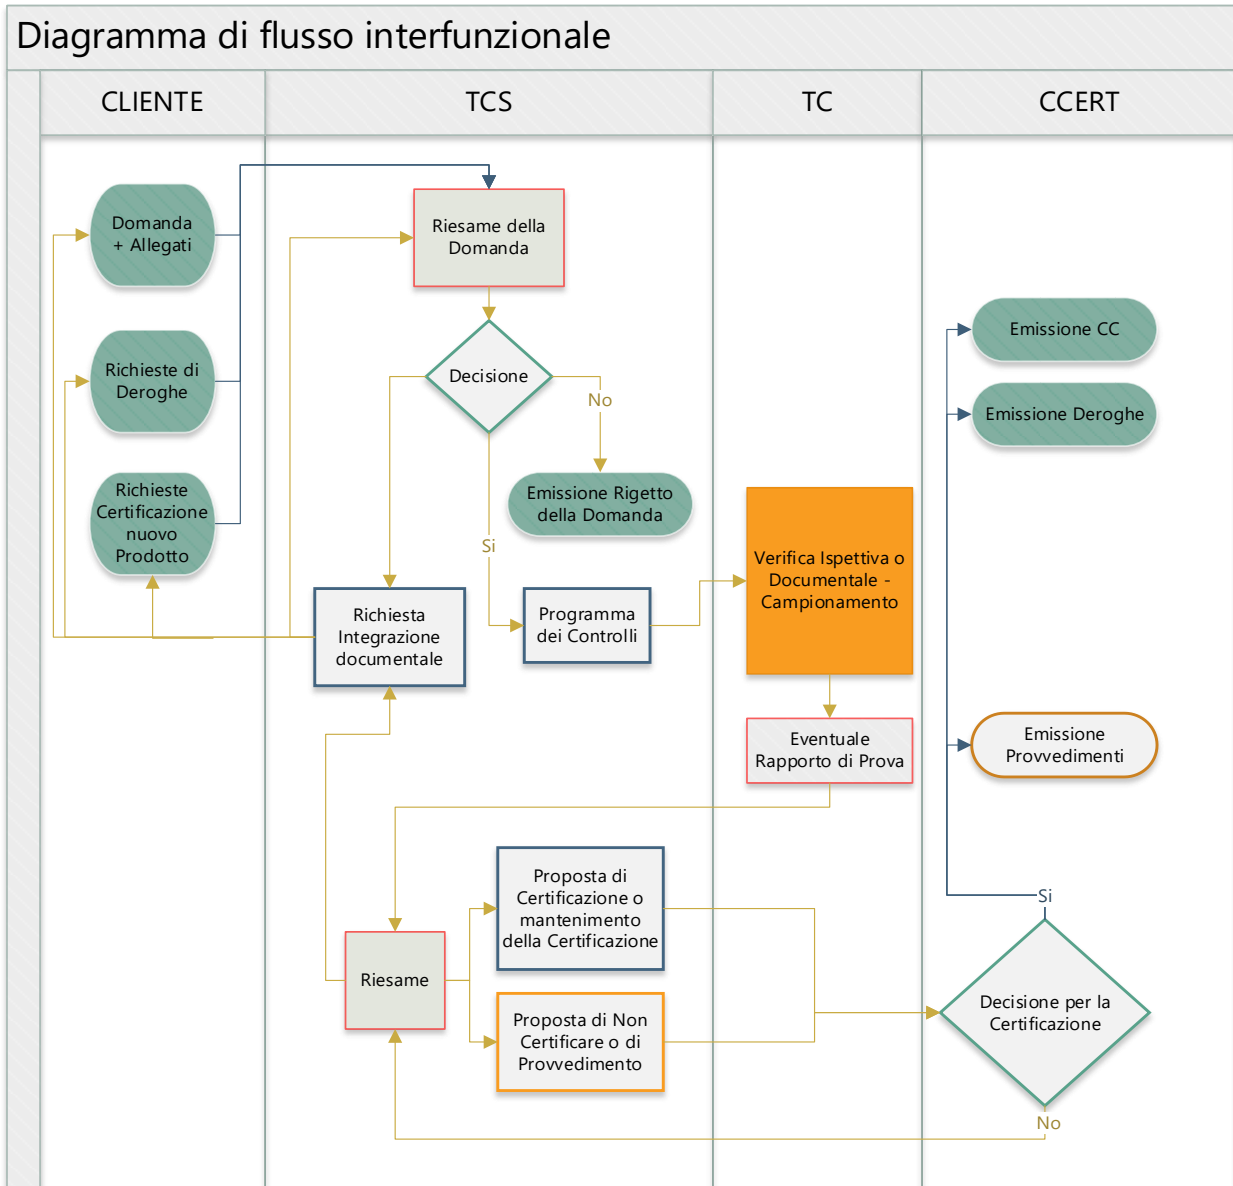 Diagramma di flusso interfunzionale
CLIENTE
TCS
TC
CCERT
Domanda
+ Allegati
Richieste di
Deroghe
Richieste
Certificazione
nuovo
Prodotto
Riesame della
Domanda
Decisione
No
Si
Emissione Rigetto
della Domanda
Richiesta
Integrazione
documentale
Programma
dei Controlli
Verifica Ispettiva o
Documentale -
Campionamento
Eventuale
Rapporto di Prova
Riesame
Proposta di
Certificazione o
mantenimento
della Certificazione
Proposta di Non
Certificare o di
Provvedimento
Emissione CC
Emissione Deroghe
Emissione
Provvedimenti
Si
Decisione per la
Certificazione
No